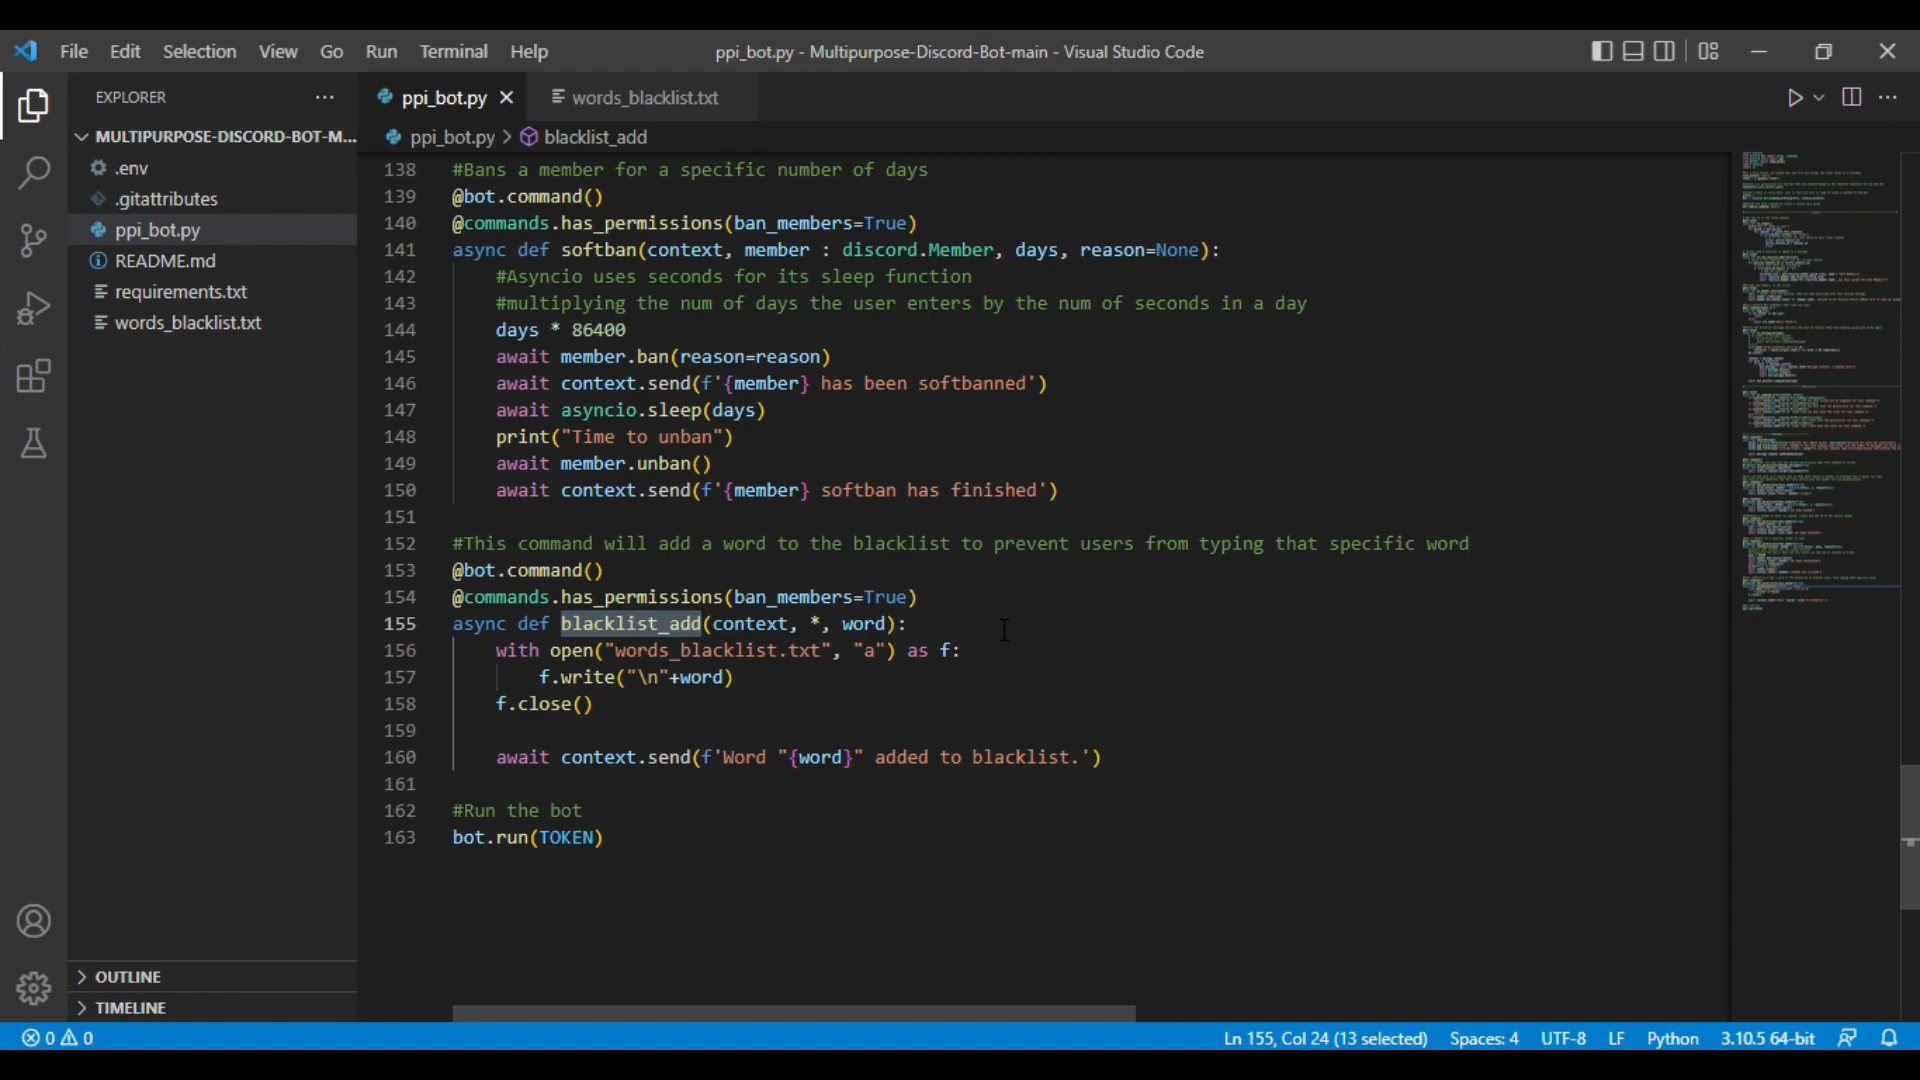 File Edit Selection View Go Run Terminal Help
ppi_bot.py - Multipurpose-Discord-Bot-main - Visual Studio Code
EXPLORER
MULTIPURPOSE-DISCORD-BOT-M...
.env
.gitattributes
ppi_bot.py
README.md
requirements.txt
words_blacklist.txt
OUTLINE
TIMELINE
ppi_bot.py
words_blacklist.txt
ppi_bot.py > blacklist_add
138 #Bans a member for a specific number of days
139 @bot.command()
140 @commands.has_permissions(ban_members=True)
141 async def softban(context, member : discord.Member, days, reason=None):
142 #Asyncio uses seconds for its sleep function
143 #multiplying the num of days the user enters by the num of seconds in a day
144 days * 86400
145 await member.ban(reason=reason)
146 await context.send(f'{member} has been softbanned')
147 await asyncio.sleep(days)
148 print("Time to unban")
149 await member.unban()
150 await context.send(f'{member} softban has finished')
151
152 #This command will add a word to the blacklist to prevent users from typing that specific word
153 @bot.command()
154 @commands.has_permissions(ban_members=True)
155 async def blacklist_add(context, *, word):
156 with open("words_blacklist.txt", "a") as f:
157 f.write("\n"+word)
158 f.close()
159
160 await context.send(f'Word "{word}" added to blacklist.')
161
162 #Run the bot
163 bot.run(TOKEN)
0 0
Ln 155, Col 24 (13 selected) Spaces: 4 UTF-8 LF Python 3.10.5 64-bit